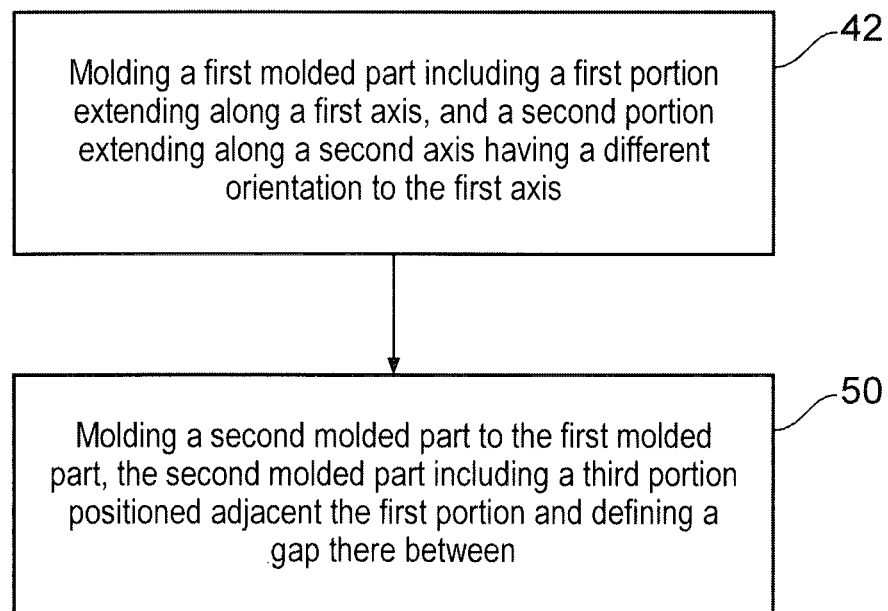 42
Molding a first molded part including a first portion
extending along a first axis, and a second portion
extending along a second axis having a different
orientation to the first axis
50
Molding a second molded part to the first molded
part, the second molded part including a third portion
positioned adjacent the first portion and defining a
gap there between